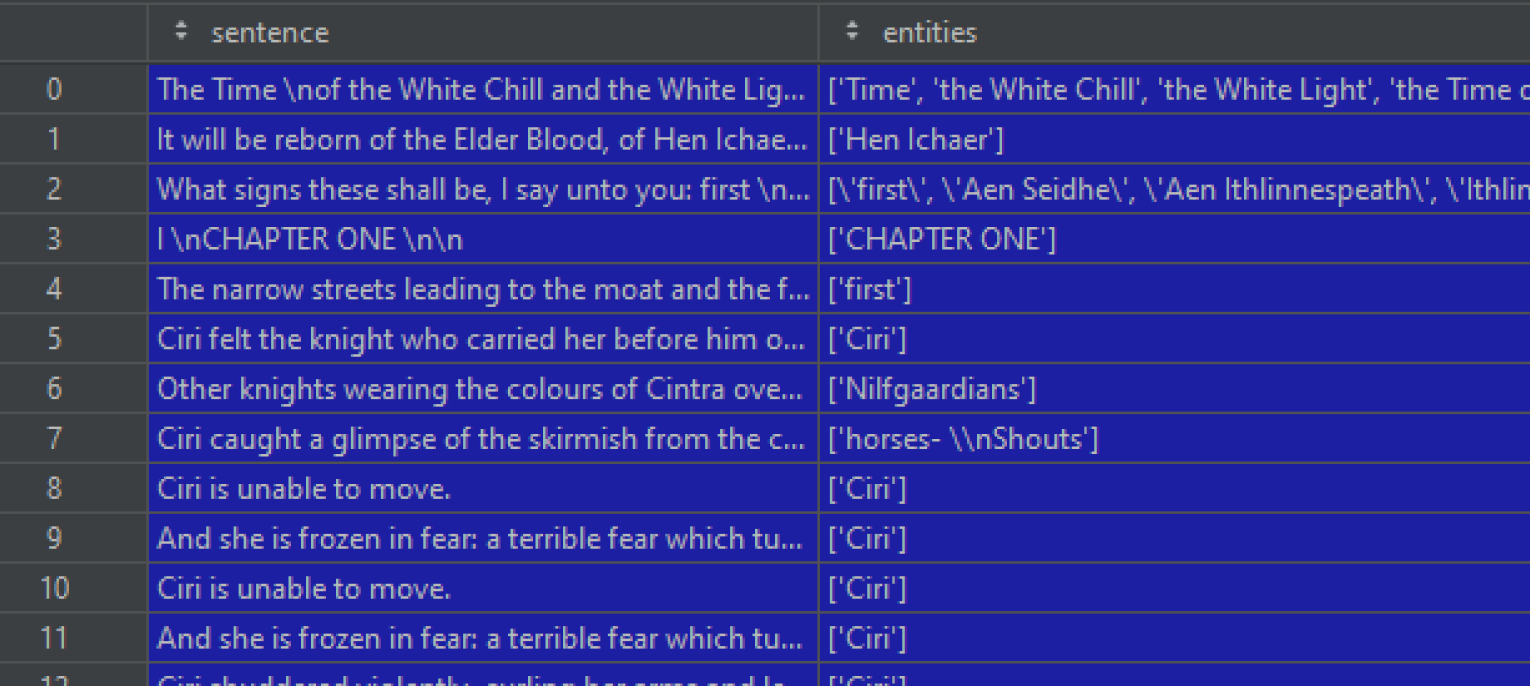 sentence entities
0 The Time \nof the White Chill and the White Lig... ['Time', 'the White Chill', 'the White Light', 'the Time
1 It will be reborn of the Elder Blood, of Hen Ichae... ['Hen Ichaer']
2 What signs these shall be, I say unto you: first \n... [\'first\', \'Aen Seidhe\', \'Aen Ithlinnespeath\', \'Ithlin
3 I \nCHAPTER ONE \n\n ['CHAPTER ONE']
4 The narrow streets leading to the moat and the f... ['first']
5 Ciri felt the knight who carried her before him o... ['Ciri']
6 Other knights wearing the colours of Cintra ove... ['Nilfgaardians']
7 Ciri caught a glimpse of the skirmish from the c... ['horses- \\nShouts']
8 Ciri is unable to move. ['Ciri']
9 And she is frozen in fear: a terrible fear which tu... ['Ciri']
10 Ciri is unable to move. ['Ciri']
11 And she is frozen in fear: a terrible fear which tu... ['Ciri']